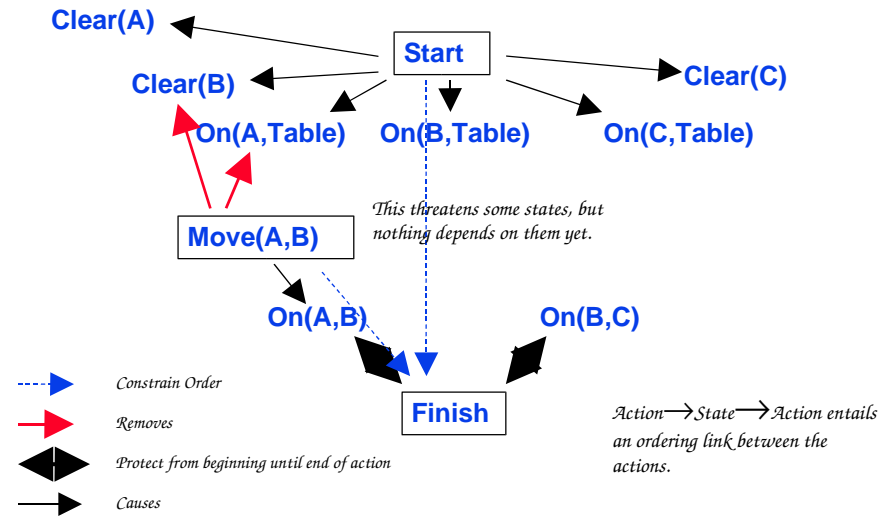 Clear(A)
Start
Clear(B)
Clear(C)
On(A,Table)
On(B,Table)
On(C,Table)
This threatens some states, but
nothing depends on them yet.
Move(A,B)
On(A,B)
On(B,C)
Finish
Constrain Order
Removes
Protect from beginning until end of action
Causes
Action→State→Action entails
an ordering link between the
actions.